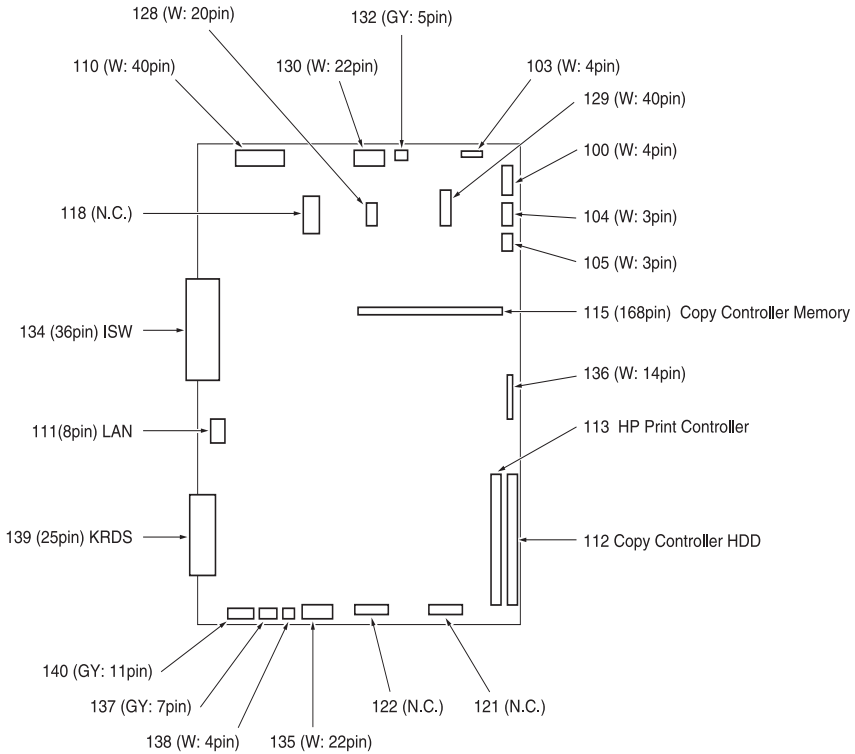 128 (W: 20pin)
132 (GY: 5pin)
110 (W: 40pin)
130 (W: 22pin)
103 (W: 4pin)
129 (W: 40pin)
100 (W: 4pin)
118 (N.C.)
104 (W: 3pin)
105 (W: 3pin)
134 (36pin) ISW
115 (168pin) Copy Controller Memory
136 (W: 14pin)
111(8pin) LAN
113 HP Print Controller
139 (25pin) KRDS
112 Copy Controller HDD
140 (GY: 11pin)
137 (GY: 7pin)
122 (N.C.)
121 (N.C.)
138 (W: 4pin)
135 (W: 22pin)